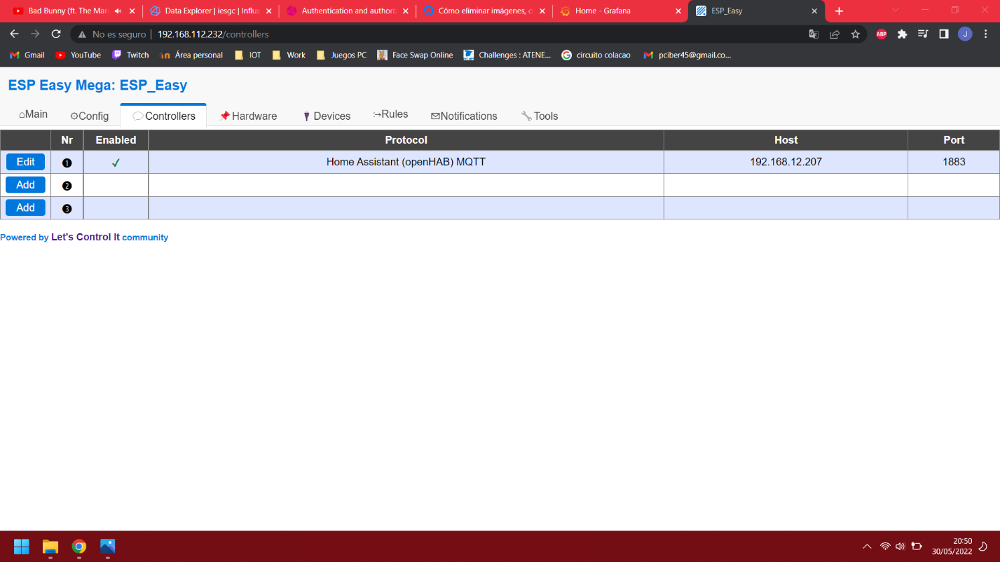 Bad Bunny (ft. The Mar
Data Explorer | iesgc | Influx
Authentication and authoriz
Cómo eliminar imágenes, c
Home - Grafana
ESP_Easy
No es seguro
192.168.112.232/controllers
ABP
J
Gmail
YouTube
Twitch
Área personal
IOT
Work
Juegos PC
Face Swap Online
Challenges : ATENE...
circuito colacao
pciber45@gmail.co...
ESP Easy Mega: ESP_Easy
Main
Config
Controllers
Hardware
Devices
Rules
Notifications
Tools
Nr Enabled Protocol Host Port
Edit 1 ✓ Home Assistant (openHAB) MQTT 192.168.12.207 1883
Add 2
Add 3
Powered by Let's Control It community
20:50
30/05/2022